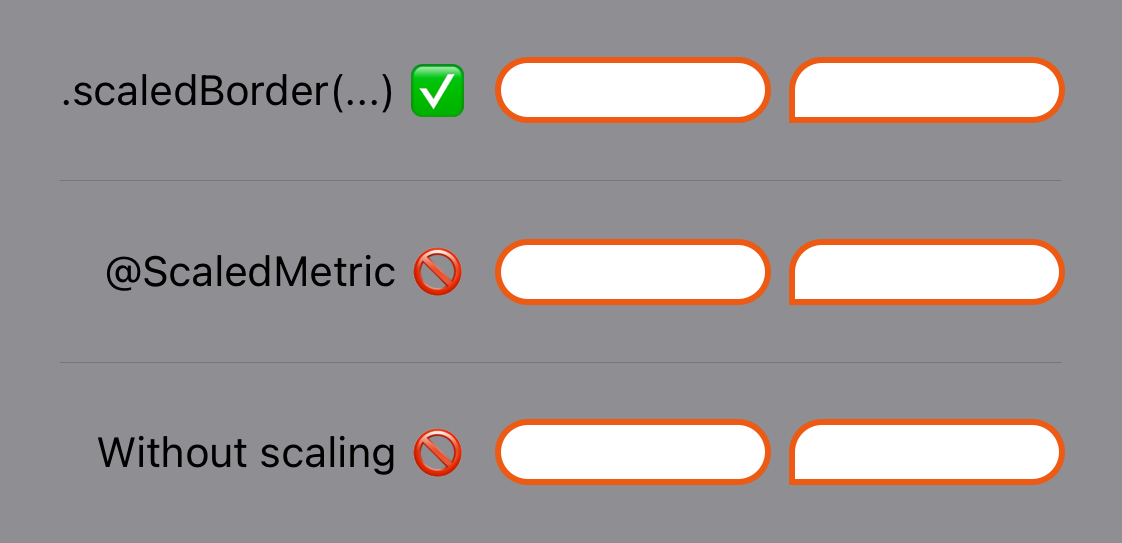 .scaledBorder(...) ✅
@ScaledMetric 🚫
Without scaling 🚫